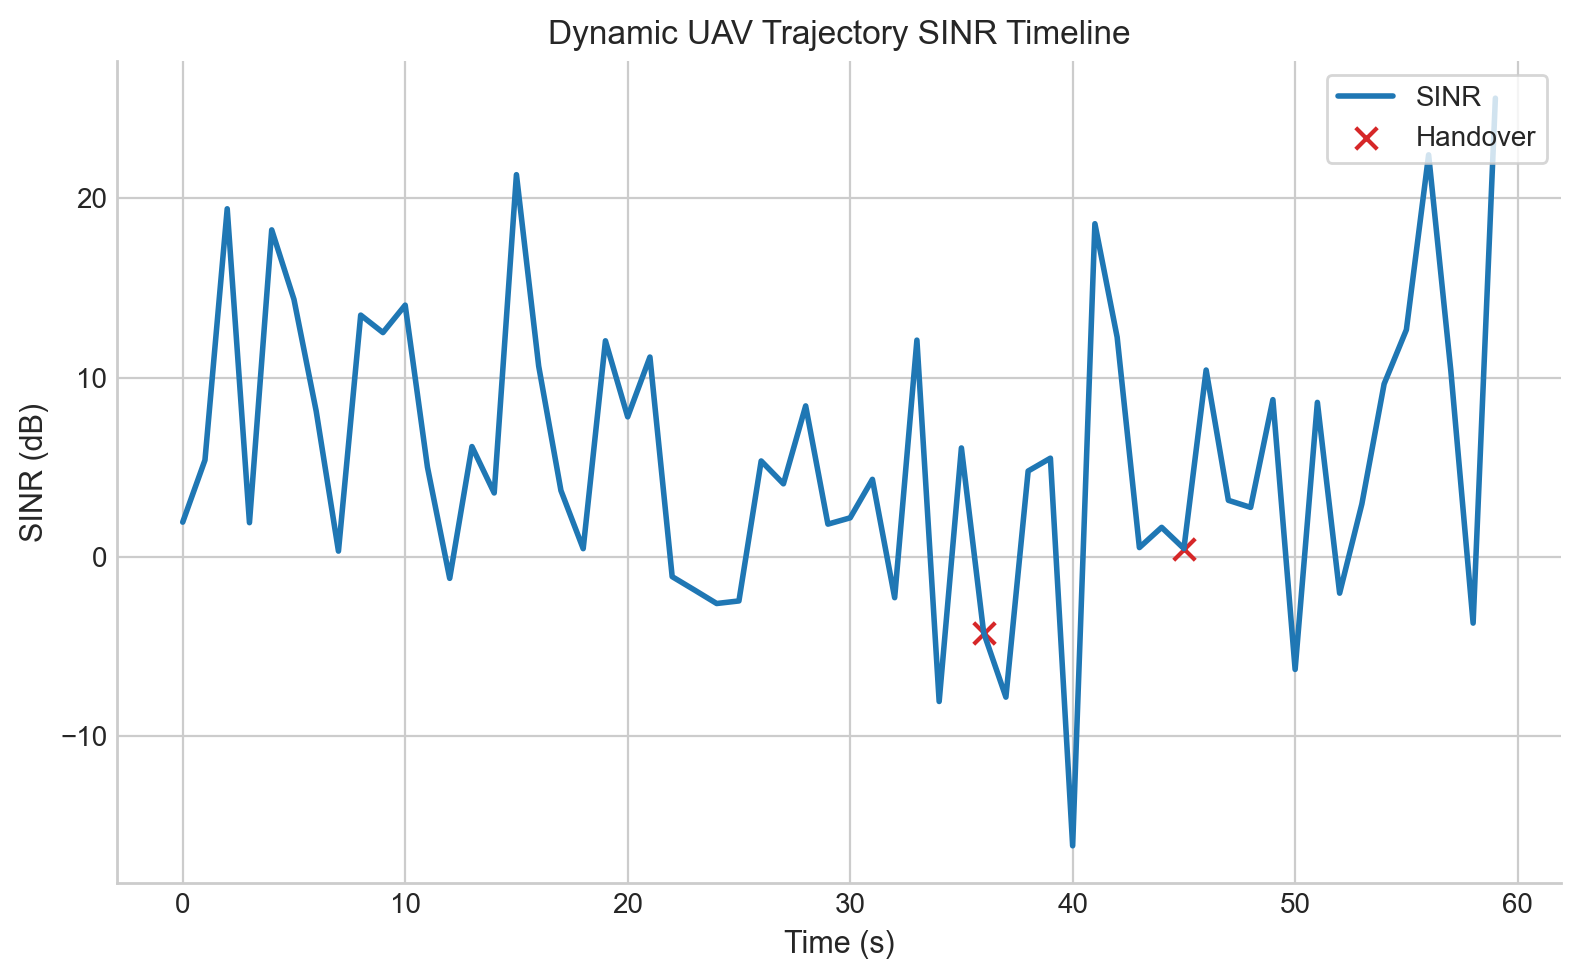 Dynamic UAV Trajectory SINR Timeline
SINR
Handover
SINR (dB)
20
10
0
−10
0 10 20 30 40 50 60
Time (s)